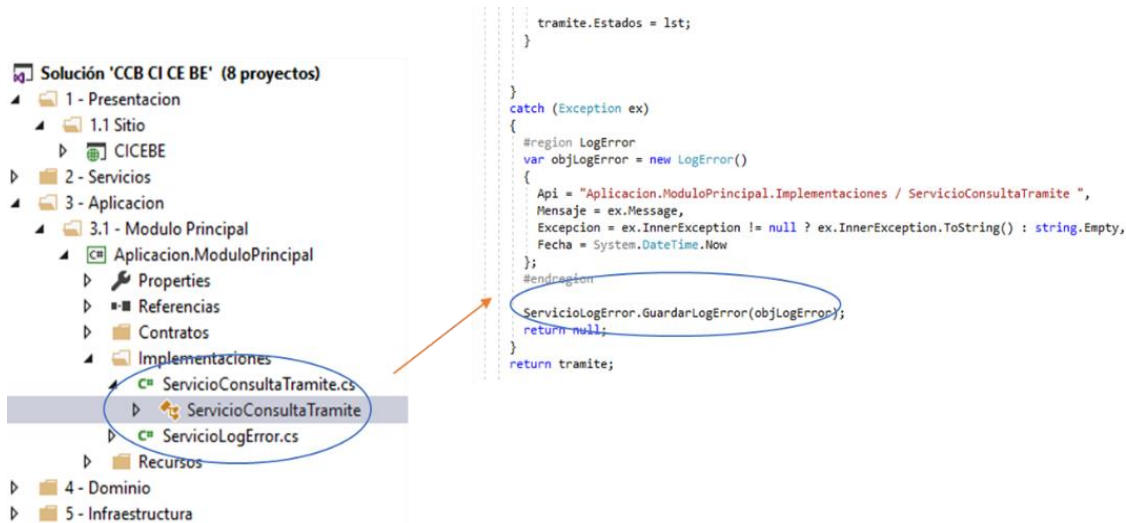 Solución 'CCB CI CE BE' (8 proyectos)
1 - Presentacion
1.1 Sitio
CICEBE
2 - Servicios
3 - Aplicacion
3.1 - Modulo Principal
C# Aplicacion.ModuloPrincipal
Properties
Referencias
Contratos
Implementaciones
C# ServicioConsultaTramite.cs
ServicioConsultaTramite
C# ServicioLogError.cs
Recursos
4 - Dominio
5 - Infraestructura
tramite.Estados = lst;
}
}
catch (Exception ex)
{
#region LogError
var objLogError = new LogError()
{
Api = "Aplicacion.ModuloPrincipal.Implementaciones / ServicioConsultaTramite ",
Mensaje = ex.Message,
Excepcion = ex.InnerException != null ? ex.InnerException.ToString() : string.Empty,
Fecha = System.DateTime.Now
};
#endregion
ServicioLogError.GuardarLogError(objLogError);
return null;
}
return tramite;